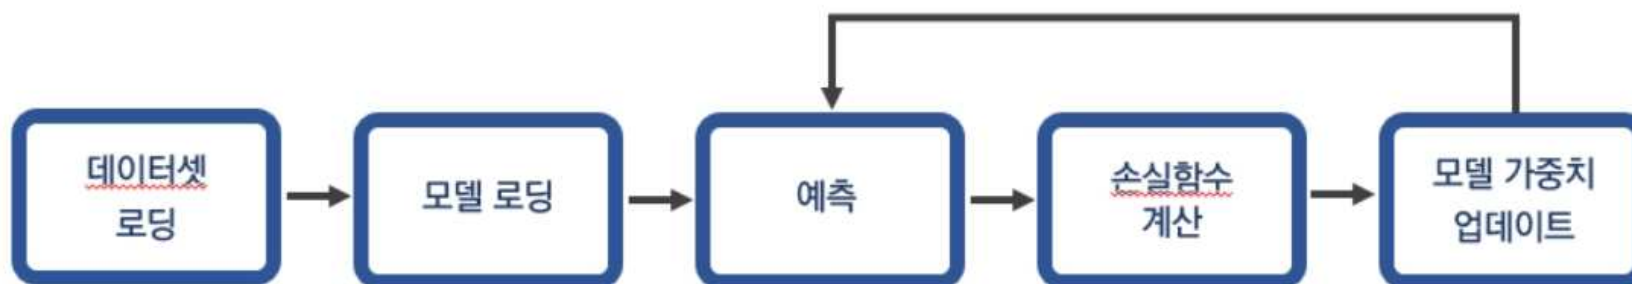 데이터셋
로딩
모델 로딩
예측
손실함수
계산
모델 가중치
업데이트